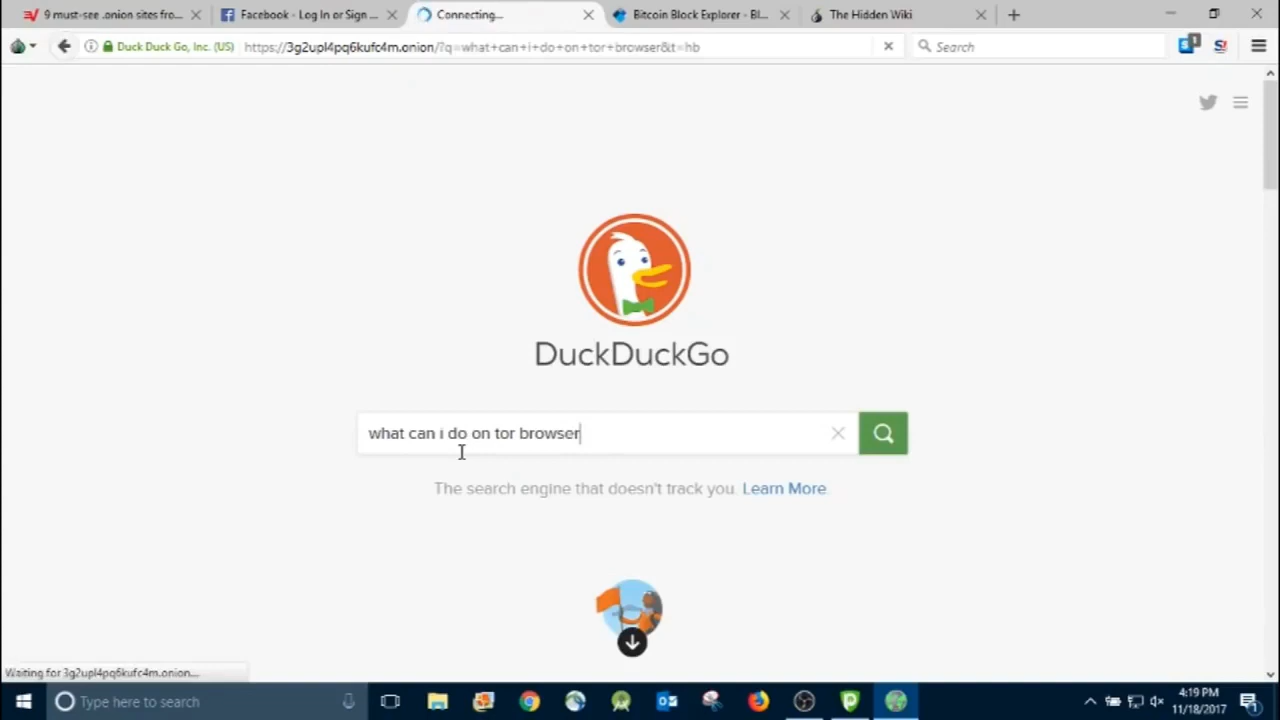 9 must-see .onion sites fro...
Facebook - Log In or Sign ...
Connecting...
Bitcoin Block Explorer - Bl...
The Hidden Wiki
Duck Duck Go, Inc. (US)
https://3g2upl4pq6kufc4m.onion/?q=what+can+i+do+on+tor+browser&t=hb
Search
1
DuckDuckGo
what can i do on tor browser
The search engine that doesn't track you. Learn More.
Waiting for 3g2upl4pq6kufc4m.onion...
Type here to search
4:19 PM
11/18/2017
1